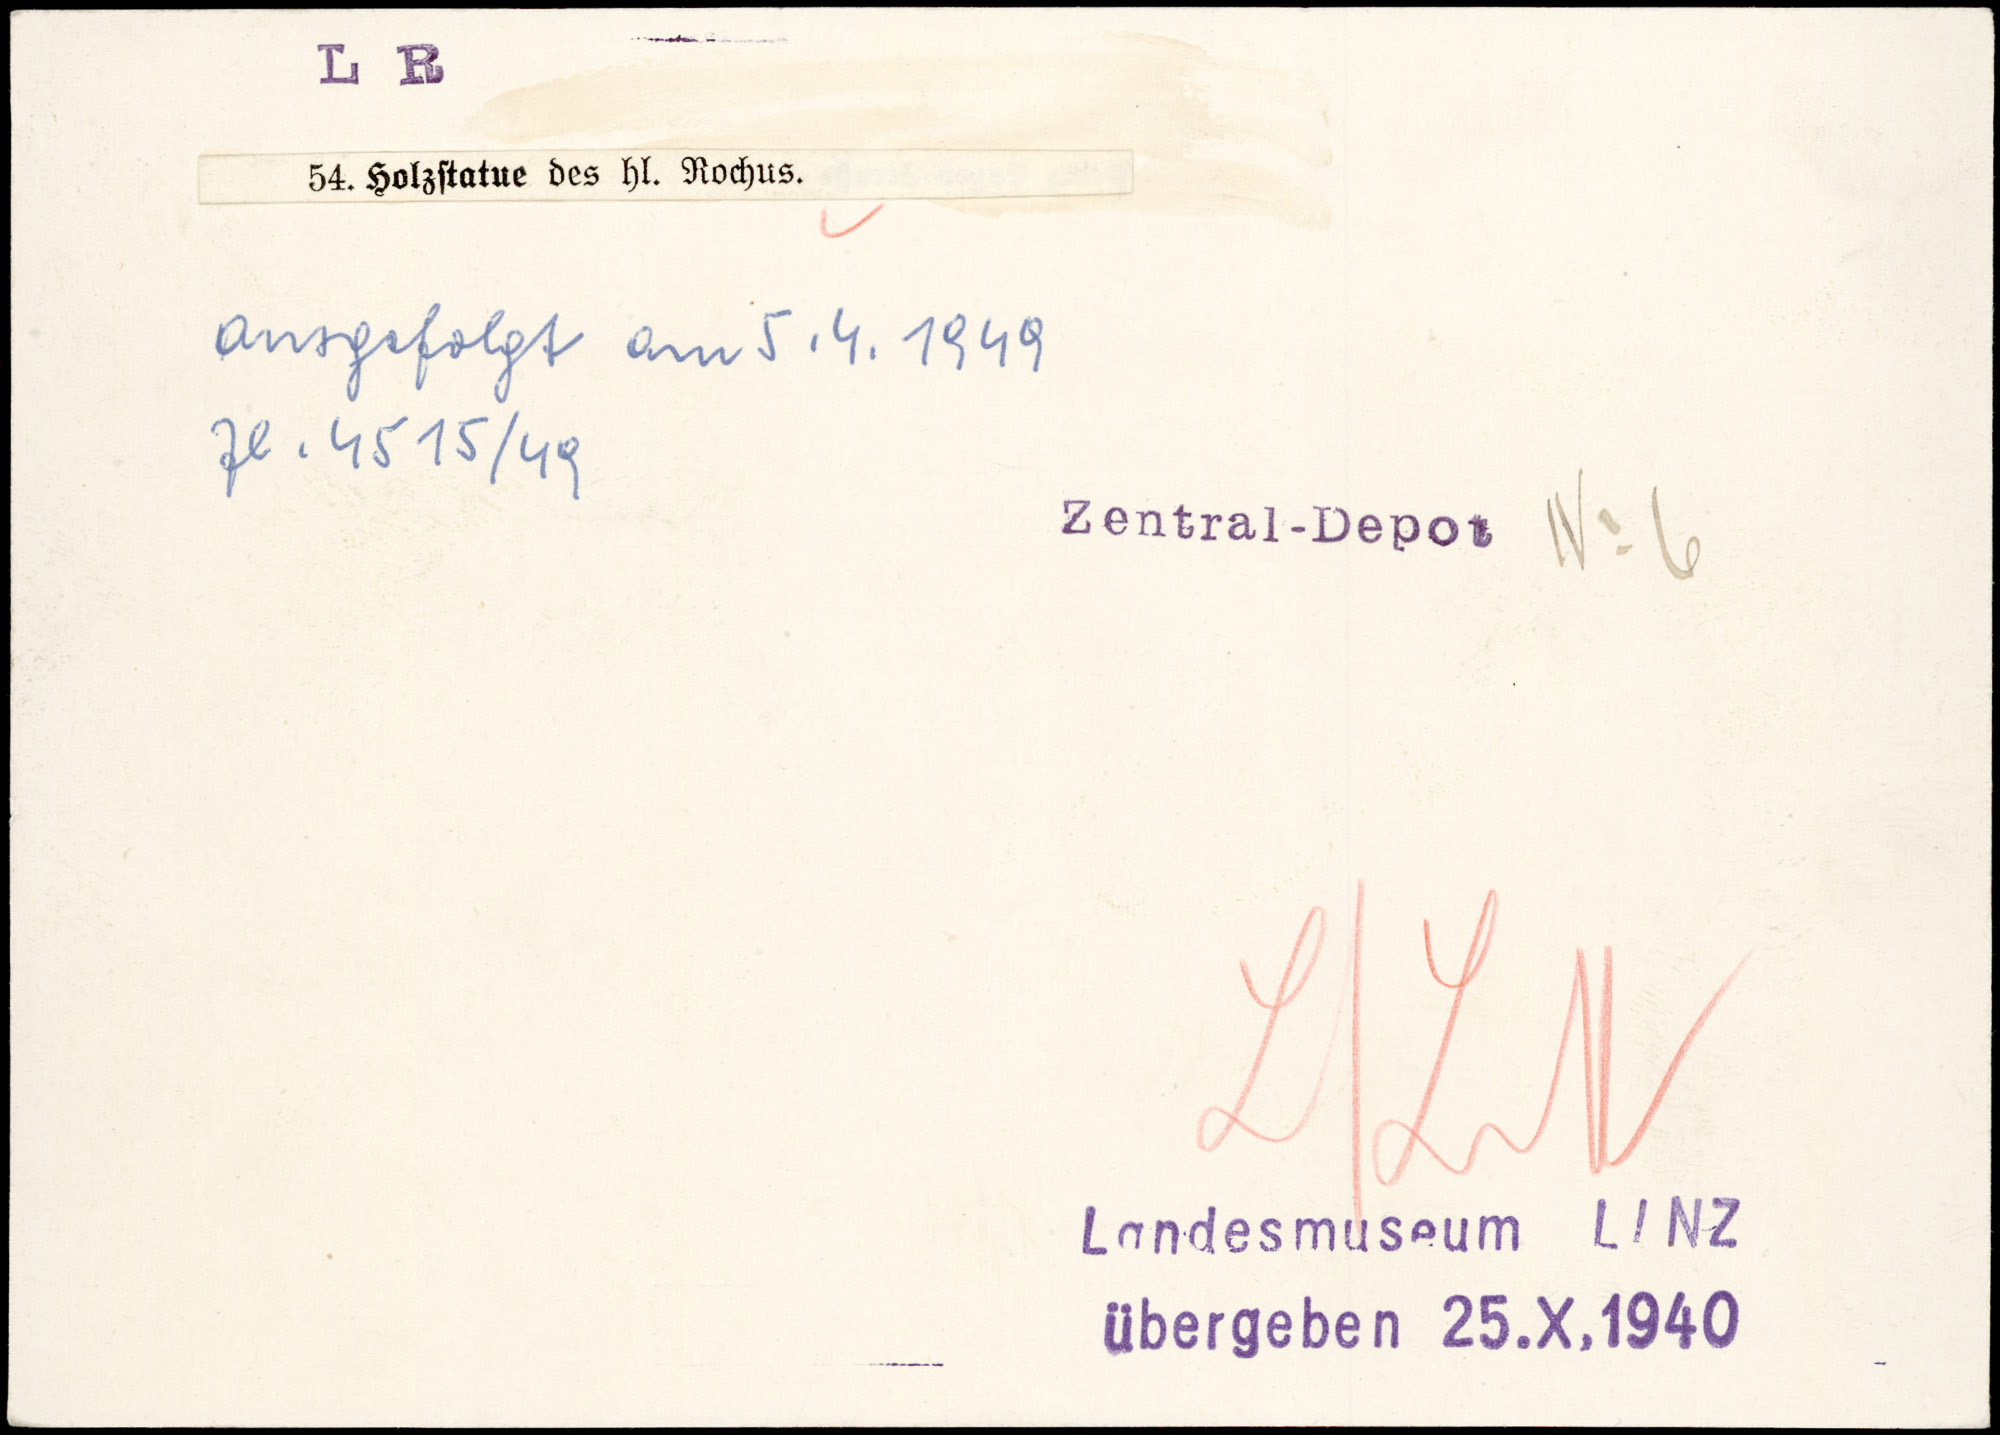 L R
54. Holzstatue des hl. Rochus.
ausgefolgt am 5.4.1949
Zl. 4515/49
Zentral-Depot No 6
Landesmuseum LINZ
übergeben 25.X.1940